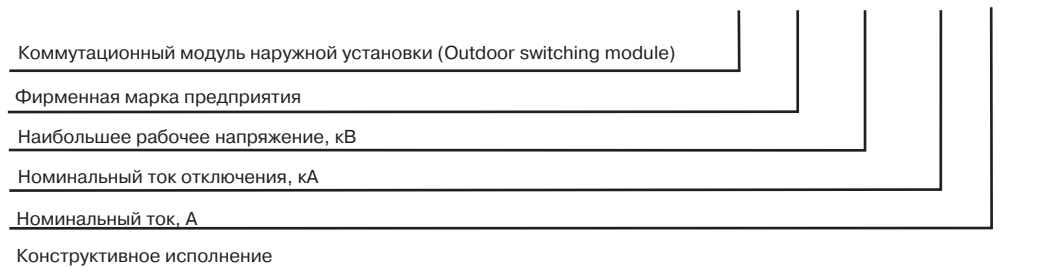 Коммутационный модуль наружной установки (Outdoor switching module)
Фирменная марка предприятия
Наибольшее рабочее напряжение, кВ
Номинальный ток отключения, кА
Номинальный ток, А
Конструктивное исполнение